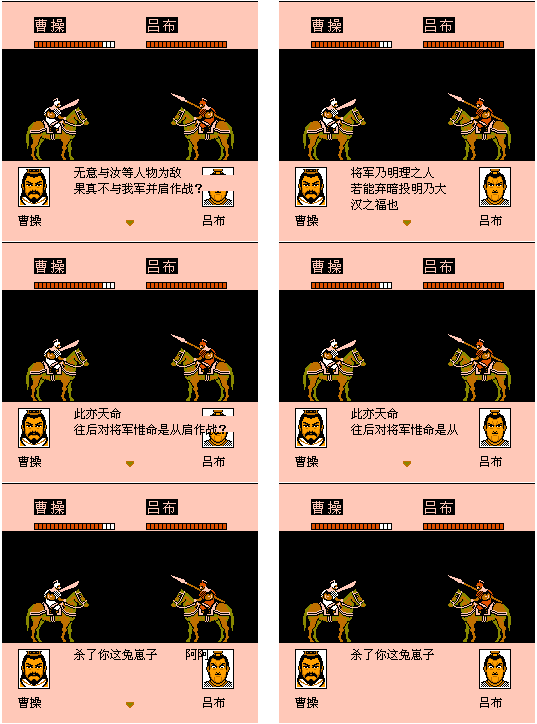 曹操 吕布
无意与汝等人物为敌
果真不与我军并启作战?
曹操 吕布
曹操 吕布
将军乃明理之人
若能弃暗投明乃大
汉之福也
曹操 吕布
曹操 吕布
此亦天命
往后对将军惟命是从启作战?
曹操 吕布
曹操 吕布
此亦天命
往后对将军惟命是从
曹操 吕布
曹操 吕布
杀了你这兔崽子 阿阿
曹操 吕布
曹操 吕布
杀了你这兔崽子
曹操 吕布